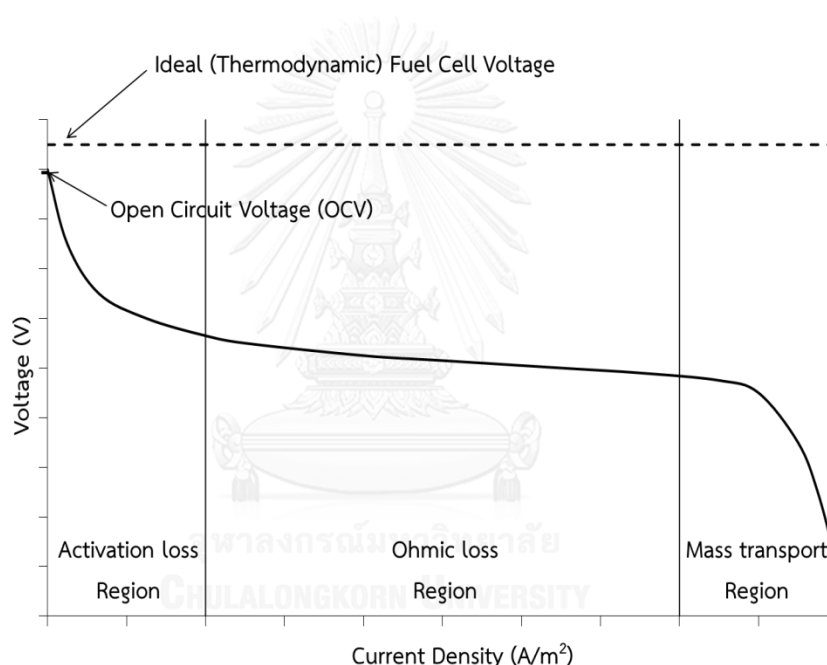 Ideal (Thermodynamic) Fuel Cell Voltage
Open Circuit Voltage (OCV)
Voltage (V)
Activation loss
Region
Ohmic loss
Region
Mass transport
Region
จุฬาลงกรณ์มหาวิทยาลัย
CHULALONGKORN UNIVERSITY
Current Density (A/m²)